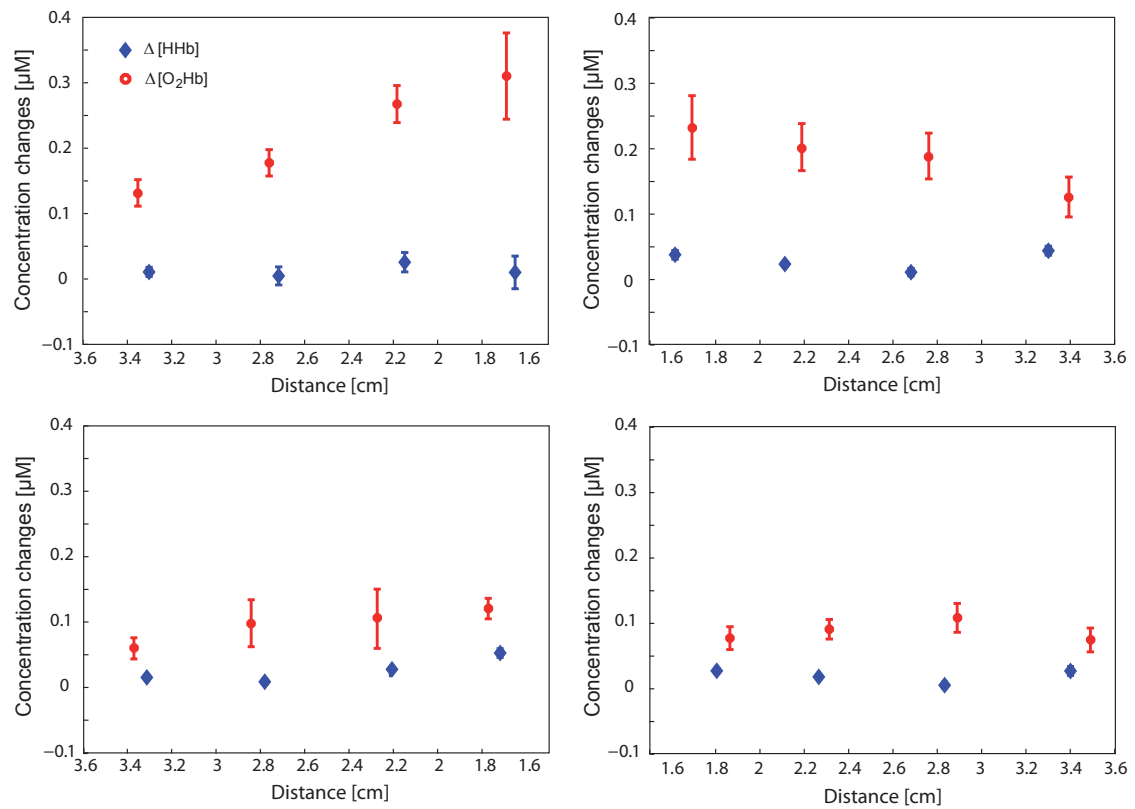 0.4
0.3
0.2
0.1
0
−0.1
Concentration changes [µM]
Δ[HHb]
Δ[O₂Hb]
3.6 3.4 3.2 3 2.8 2.6 2.4 2.2 2 1.8 1.6
Distance [cm]
0.4
0.3
0.2
0.1
0
−0.1
Concentration changes [µM]
1.6 1.8 2 2.2 2.4 2.6 2.8 3 3.2 3.4 3.6
Distance [cm]
0.4
0.3
0.2
0.1
0
−0.1
Concentration changes [µM]
3.6 3.4 3.2 3 2.8 2.6 2.4 2.2 2 1.8 1.6
Distance [cm]
0.4
0.3
0.2
0.1
0
−0.1
Concentration changes [µM]
1.6 1.8 2 2.2 2.4 2.6 2.8 3 3.2 3.4 3.6
Distance [cm]